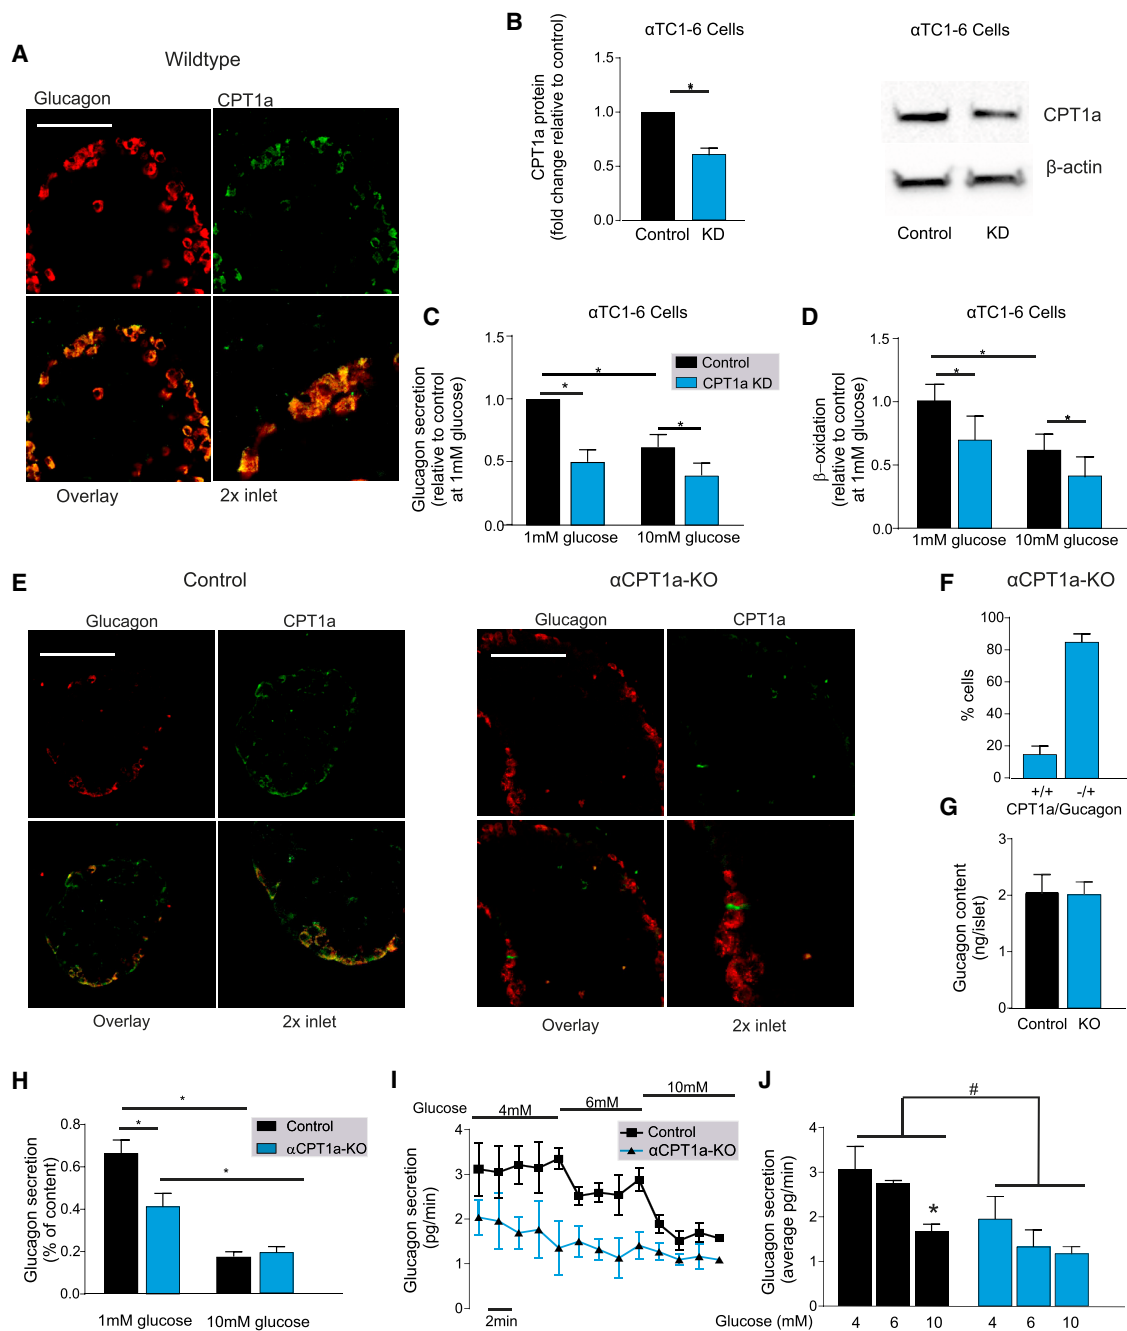 A
Wildtype
Glucagon
CPT1a
Overlay
2x inlet
B
αTC1-6 Cells
CPT1a protein
(fold change relative to control)
1.5
1.0
0.5
0.0
*
Control
KD
αTC1-6 Cells
CPT1a
β-actin
Control
KD
C
αTC1-6 Cells
Glucagon secretion
(relative to control
at 1mM glucose)
1.5
1.0
0.5
0.0
*
*
*
Control
CPT1a KD
1mM glucose
10mM glucose
D
αTC1-6 Cells
β-oxidation
(relative to control
at 1mM glucose)
1.5
1.0
0.5
0.0
*
*
*
1mM glucose
10mM glucose
E
Control
Glucagon
CPT1a
Overlay
2x inlet
αCPT1a-KO
Glucagon
CPT1a
Overlay
2x inlet
F
αCPT1a-KO
% cells
100
80
60
40
20
0
+/+
-/+
CPT1a/Gucagon
G
Gucagon content
(ng/islet)
3
2
1
0
Control
KO
H
Glucagon secretion
(% of content)
0.8
0.6
0.4
0.2
0.0
*
*
*
Control
αCPT1a-KO
1mM glucose
10mM glucose
I
Glucose
4mM
6mM
10mM
Glucagon secretion
(pg/min)
4
3
2
1
0
Control
αCPT1a-KO
2min
J
#
Glucagon secretion
(average pg/min)
4
3
2
1
0
*
Glucose (mM)
4
6
10
4
6
10